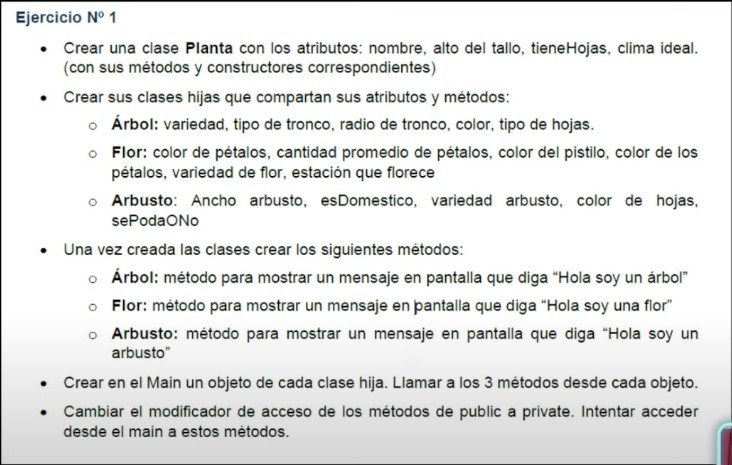 Ejercicio Nº 1
• Crear una clase Planta con los atributos: nombre, alto del tallo, tieneHojas, clima ideal.
(con sus métodos y constructores correspondientes)
• Crear sus clases hijas que compartan sus atributos y métodos:
o Árbol: variedad, tipo de tronco, radio de tronco, color, tipo de hojas.
o Flor: color de pétalos, cantidad promedio de pétalos, color del pistilo, color de los
pétalos, variedad de flor, estación que florece
o Arbusto: Ancho arbusto, esDomestico, variedad arbusto, color de hojas,
sePodaONo
• Una vez creada las clases crear los siguientes métodos:
o Árbol: método para mostrar un mensaje en pantalla que diga “Hola soy un árbol”
o Flor: método para mostrar un mensaje en pantalla que diga “Hola soy una flor”
o Arbusto: método para mostrar un mensaje en pantalla que diga “Hola soy un
arbusto”
• Crear en el Main un objeto de cada clase hija. Llamar a los 3 métodos desde cada objeto.
• Cambiar el modificador de acceso de los métodos de public a private. Intentar acceder
desde el main a estos métodos.